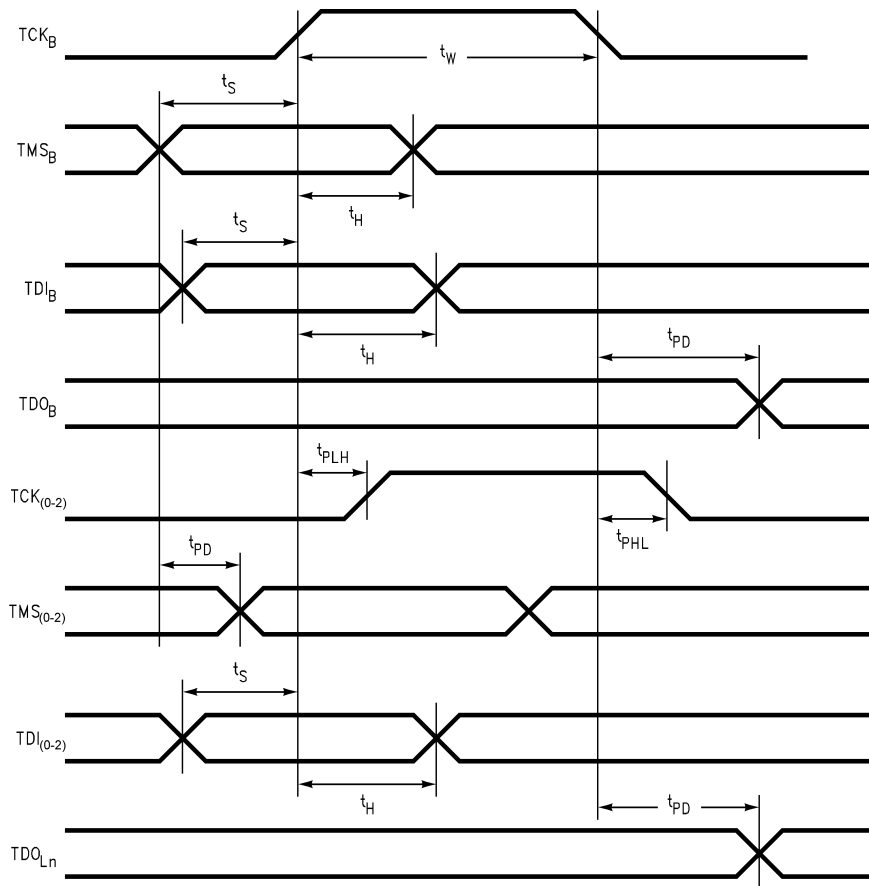 TCK_B
t_W
t_S
TMS_B
t_H
t_S
TDI_B
t_H
t_PD
TDO_B
t_PLH
TCK_(0-2)
t_PHL
t_PD
TMS_(0-2)
t_S
TDI_(0-2)
t_H
t_PD
TDO_Ln